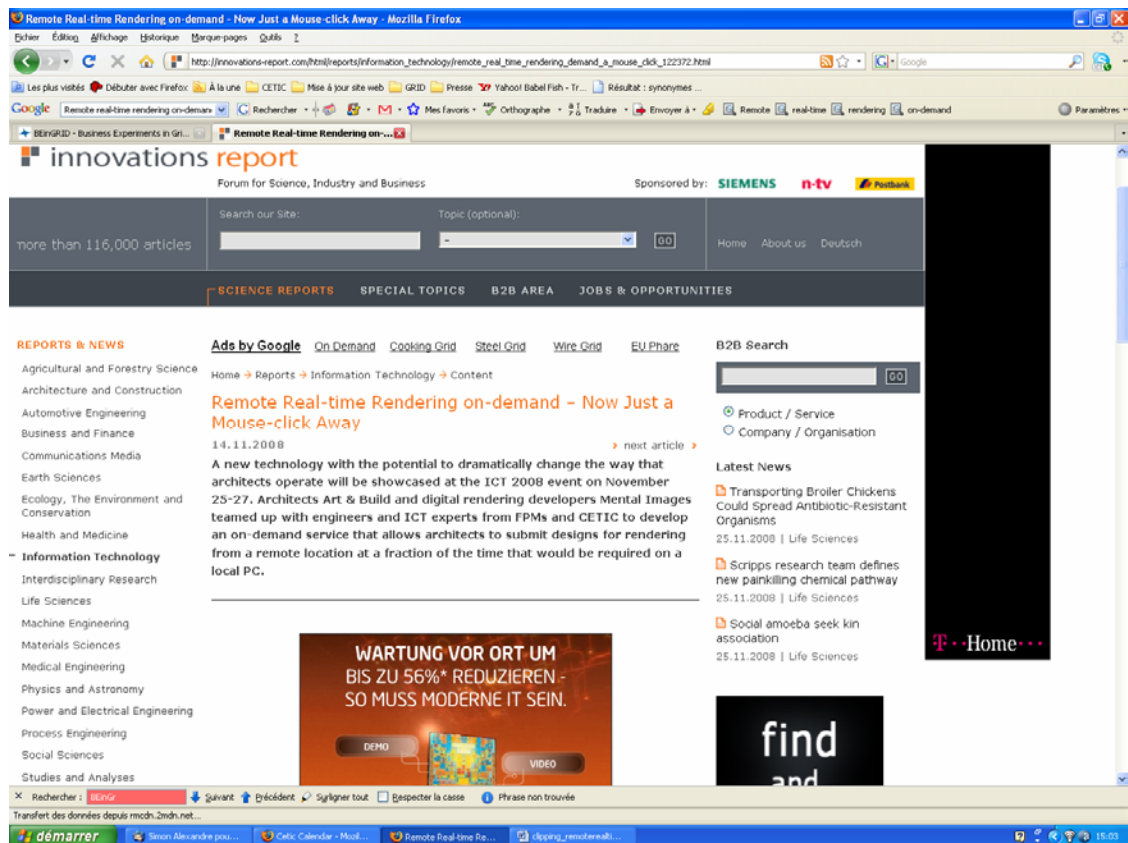 Remote Real-time Rendering on-demand - Now Just a Mouse-click Away - Mozilla Firefox
Fichier Édition Affichage Historique Marque-pages Outils ?
http://innovations-report.com/html/reports/information_technology/remote_real_time_rendering_demand_a_mouse_click_122372.html
Google
Les plus visités Débuter avec Firefox À la une CETIC Mise à jour site web GRID Presse Yahoo! Babel Fish - Tr... Résultat : synonymes ...
Google Remote real-time rendering on-deman Rechercher Mes favoris Orthographe Traduire Envoyer à Remote real-time rendering on-demand Paramètres
BEinGRID - Business Experiments in Gri... Remote Real-time Rendering on-...
innovations report
Forum for Science, Industry and Business
Sponsored by: SIEMENS n-tv Postbank
Search our Site: Topic (optional):
more than 116,000 articles
- GO
Home About us Deutsch
SCIENCE REPORTS SPECIAL TOPICS B2B AREA JOBS & OPPORTUNITIES
REPORTS & NEWS
Agricultural and Forestry Science
Architecture and Construction
Automotive Engineering
Business and Finance
Communications Media
Earth Sciences
Ecology, The Environment and
Conservation
Health and Medicine
Information Technology
Interdisciplinary Research
Life Sciences
Machine Engineering
Materials Sciences
Medical Engineering
Physics and Astronomy
Power and Electrical Engineering
Process Engineering
Social Sciences
Studies and Analyses
Ads by Google On Demand Cooking Grid Steel Grid Wire Grid EU Phare
Home → Reports → Information Technology → Content
Remote Real-time Rendering on-demand – Now Just a
Mouse-click Away
14.11.2008 › next article ›
A new technology with the potential to dramatically change the way that
architects operate will be showcased at the ICT 2008 event on November
25-27. Architects Art & Build and digital rendering developers Mental Images
teamed up with engineers and ICT experts from FPMs and CETIC to develop
an on-demand service that allows architects to submit designs for rendering
from a remote location at a fraction of the time that would be required on a
local PC.
WARTUNG VOR ORT UM
BIS ZU 56%* REDUZIEREN -
SO MUSS MODERNE IT SEIN.
DEMO
VIDEO
B2B Search
GO
Product / Service
Company / Organisation
Latest News
Transporting Broiler Chickens
Could Spread Antibiotic-Resistant
Organisms
25.11.2008 | Life Sciences
Scripps research team defines
new painkilling chemical pathway
25.11.2008 | Life Sciences
Social amoeba seek kin
association
25.11.2008 | Life Sciences
find
and
T··Home···
Rechercher : BEinGr Suivant Précédent Surligner tout Respecter la casse Phrase non trouvée
Transfert des données depuis rmcdn.2mdn.net...
démarrer Simon Alexandre pou... Cetic Calendar - Mozil... Remote Real-time Re... clipping_remoterealti... 15:03